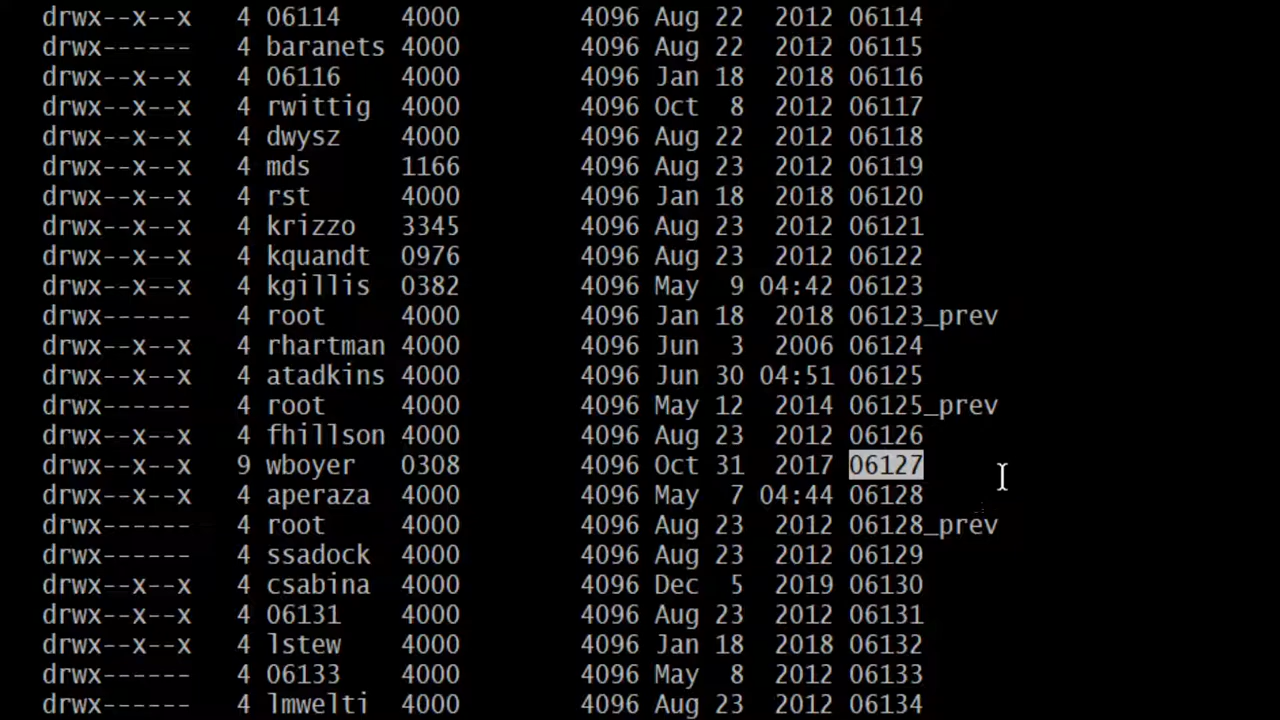 drwx--x--x 4 06114 4000 4096 Aug 22 2012 06114
drwx------ 4 baranets 4000 4096 Aug 22 2012 06115
drwx--x--x 4 06116 4000 4096 Jan 18 2018 06116
drwx--x--x 4 rwittig 4000 4096 Oct 8 2012 06117
drwx--x--x 4 dwysz 4000 4096 Aug 22 2012 06118
drwx--x--x 4 mds 1166 4096 Aug 23 2012 06119
drwx--x--x 4 rst 4000 4096 Jan 18 2018 06120
drwx--x--x 4 krizzo 3345 4096 Aug 23 2012 06121
drwx--x--x 4 kquandt 0976 4096 Aug 23 2012 06122
drwx--x--x 4 kgillis 0382 4096 May 9 04:42 06123
drwx------ 4 root 4000 4096 Jan 18 2018 06123_prev
drwx--x--x 4 rhartman 4000 4096 Jun 3 2006 06124
drwx--x--x 4 atadkins 4000 4096 Jun 30 04:51 06125
drwx------ 4 root 4000 4096 May 12 2014 06125_prev
drwx--x--x 4 fhillson 4000 4096 Aug 23 2012 06126
drwx--x--x 9 wboyer 0308 4096 Oct 31 2017 06127
drwx--x--x 4 aperaza 4000 4096 May 7 04:44 06128
drwx------ 4 root 4000 4096 Aug 23 2012 06128_prev
drwx------ 4 ssadock 4000 4096 Aug 23 2012 06129
drwx--x--x 4 csabina 4000 4096 Dec 5 2019 06130
drwx--x--x 4 06131 4000 4096 Aug 23 2012 06131
drwx--x--x 4 lstew 4000 4096 Jan 18 2018 06132
drwx------ 4 06133 4000 4096 May 8 2012 06133
drwx------ 4 lmwelti 4000 4096 Aug 23 2012 06134